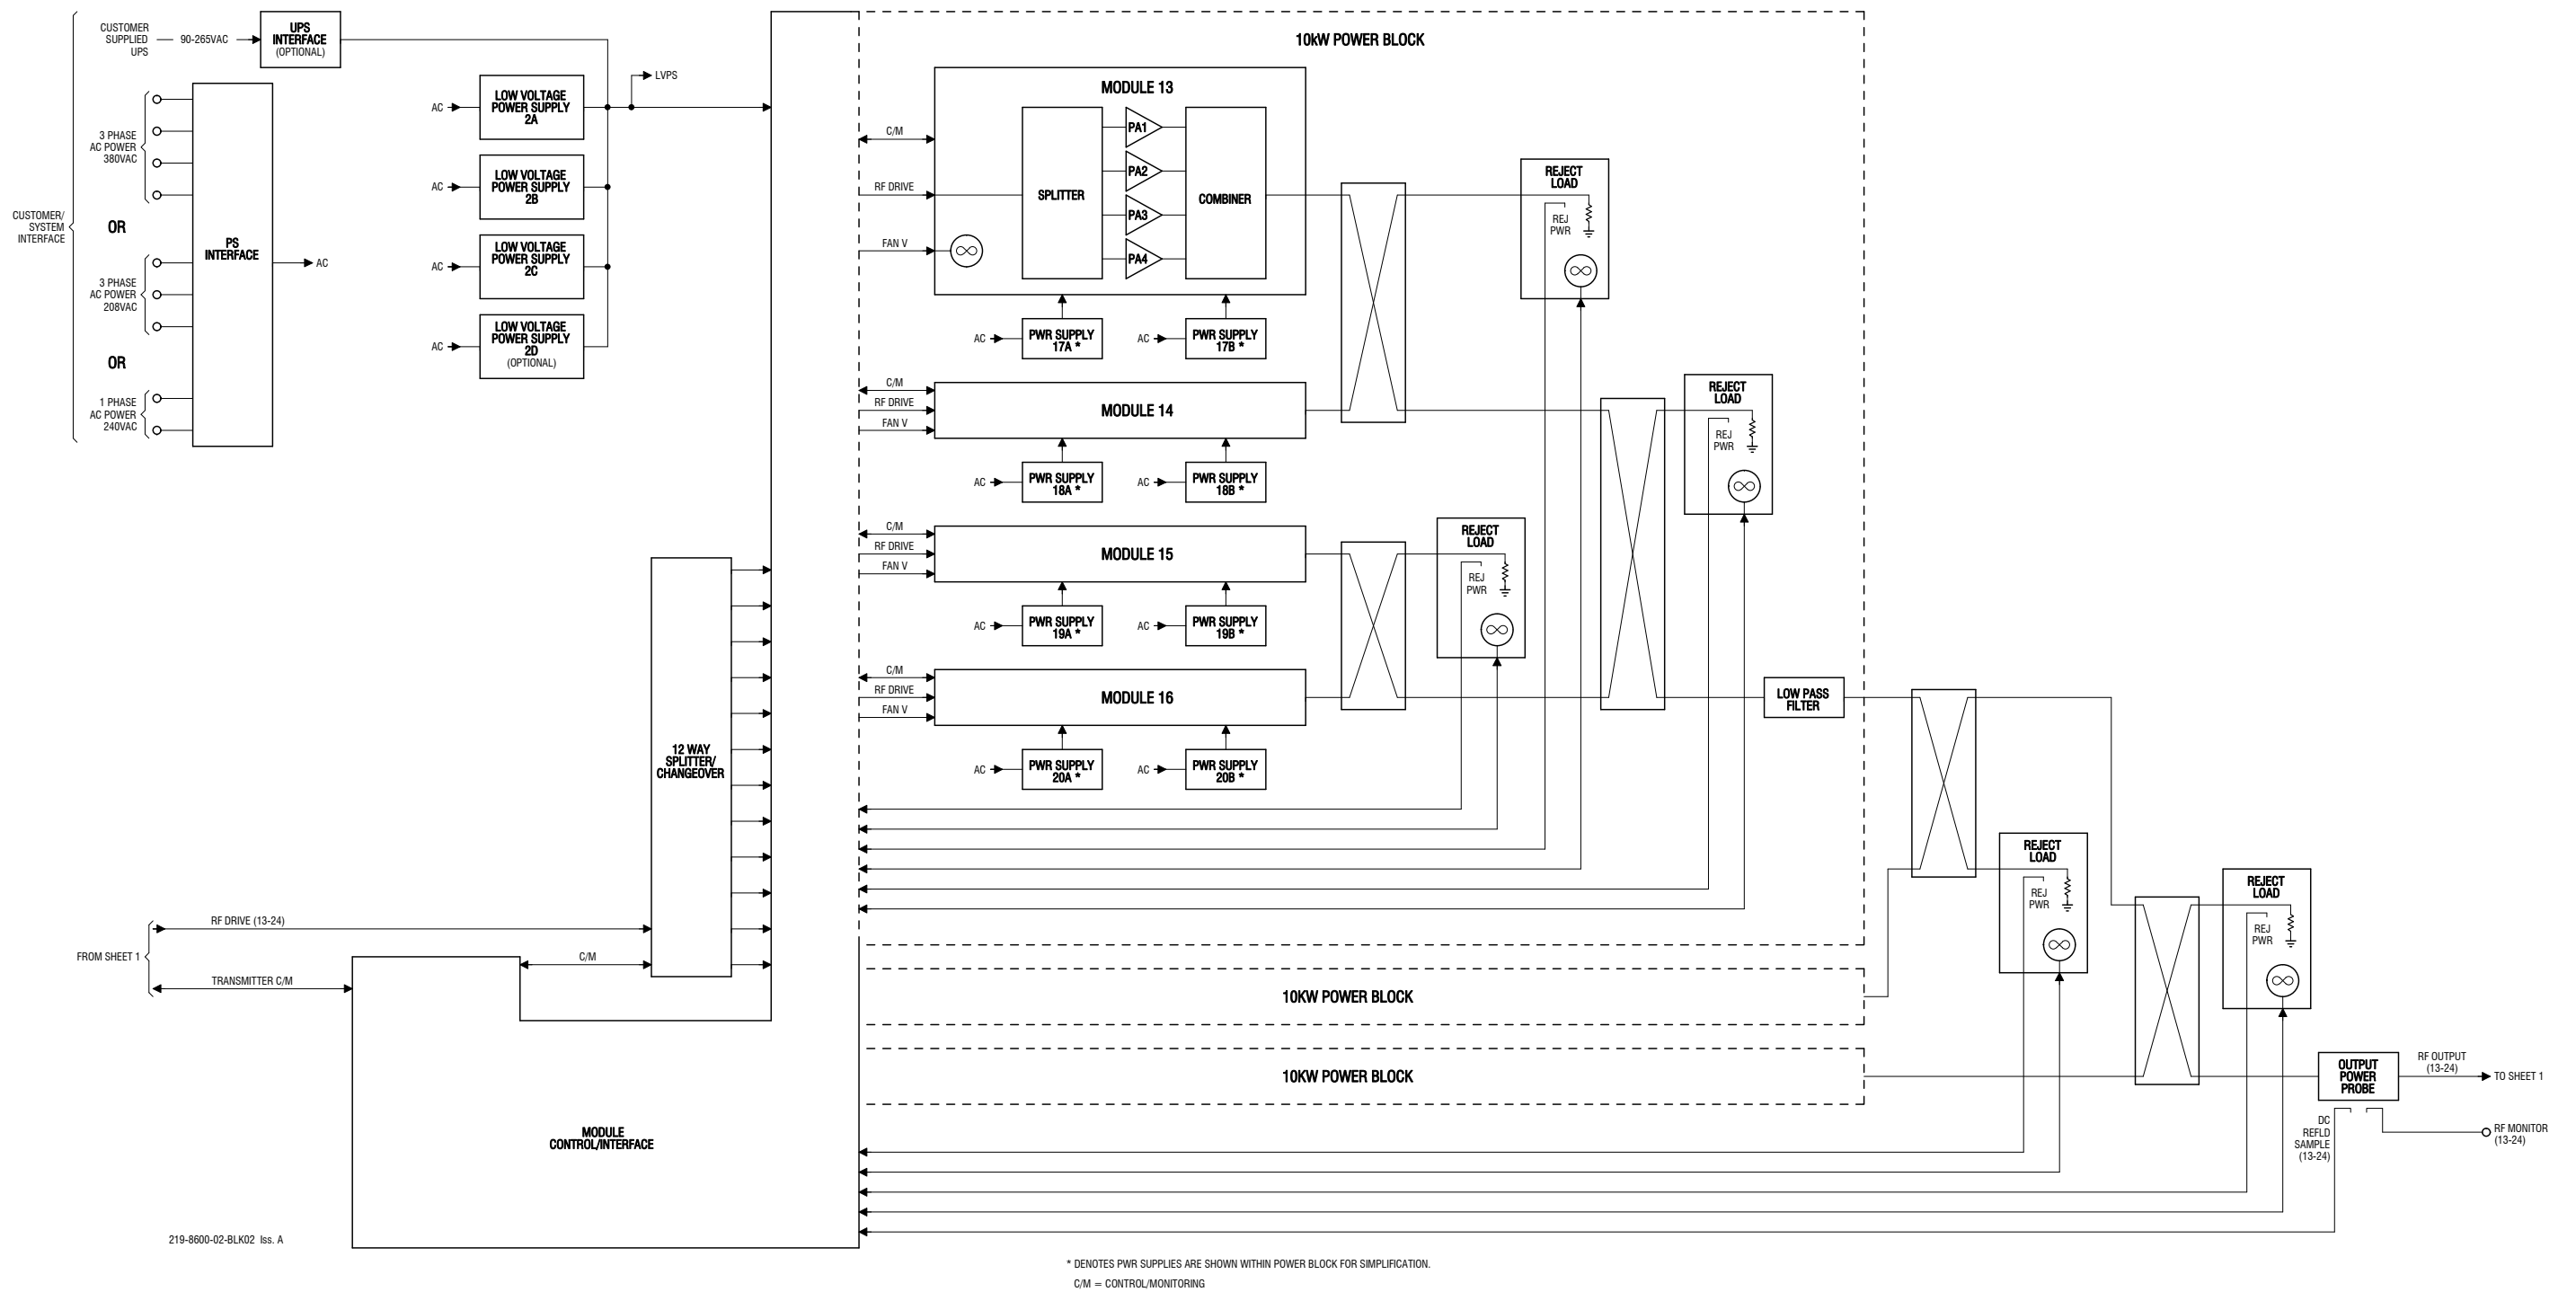 CUSTOMER
SUPPLIED
UPS
90-265VAC
UPS
INTERFACE
(OPTIONAL)
3 PHASE
AC POWER
380VAC
CUSTOMER/
SYSTEM
INTERFACE
OR
3 PHASE
AC POWER
208VAC
OR
1 PHASE
AC POWER
240VAC
PS
INTERFACE
AC
LVPS
AC
LOW VOLTAGE
POWER SUPPLY
2A
AC
LOW VOLTAGE
POWER SUPPLY
2B
AC
LOW VOLTAGE
POWER SUPPLY
2C
AC
LOW VOLTAGE
POWER SUPPLY
2D
(OPTIONAL)
12 WAY
SPLITTER/
CHANGEOVER
FROM SHEET 1
RF DRIVE (13-24)
TRANSMITTER C/M
C/M
MODULE
CONTROL/INTERFACE
10kW POWER BLOCK
C/M
RF DRIVE
FAN V
MODULE 13
SPLITTER
PA1
PA2
PA3
PA4
COMBINER
AC
PWR SUPPLY
17A *
AC
PWR SUPPLY
17B *
REJECT
LOAD
REJ
PWR
C/M
RF DRIVE
FAN V
MODULE 14
AC
PWR SUPPLY
18A *
AC
PWR SUPPLY
18B *
REJECT
LOAD
REJ
PWR
C/M
RF DRIVE
FAN V
MODULE 15
AC
PWR SUPPLY
19A *
AC
PWR SUPPLY
19B *
REJECT
LOAD
REJ
PWR
C/M
RF DRIVE
FAN V
MODULE 16
AC
PWR SUPPLY
20A *
AC
PWR SUPPLY
20B *
LOW PASS
FILTER
REJECT
LOAD
REJ
PWR
REJECT
LOAD
REJ
PWR
10KW POWER BLOCK
10KW POWER BLOCK
OUTPUT
POWER
PROBE
RF OUTPUT
(13-24)
TO SHEET 1
DC
REFLD
SAMPLE
(13-24)
RF MONITOR
(13-24)
219-8600-02-BLK02 Iss. A
* DENOTES PWR SUPPLIES ARE SHOWN WITHIN POWER BLOCK FOR SIMPLIFICATION.
C/M = CONTROL/MONITORING